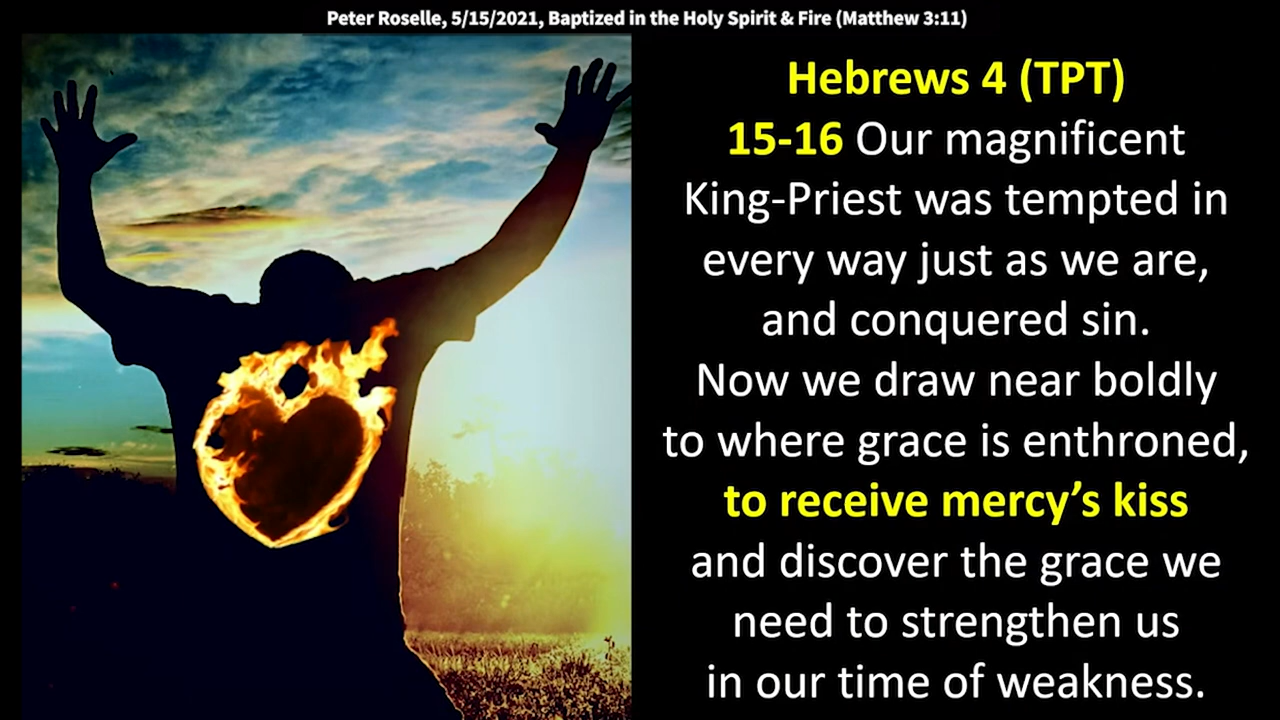 Peter Roselle, 5/15/2021, Baptized in the Holy Spirit & Fire (Matthew 3:11)
Hebrews 4 (TPT)
15-16 Our magnificent
King-Priest was tempted in
every way just as we are,
and conquered sin.
Now we draw near boldly
to where grace is enthroned,
to receive mercy’s kiss
and discover the grace we
need to strengthen us
in our time of weakness.